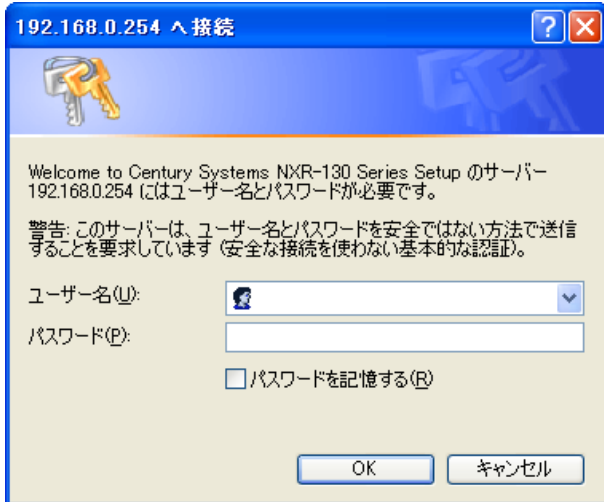 192.168.0.254 へ接続
Welcome to Century Systems NXR-130 Series Setup のサーバー
192.168.0.254 にはユーザー名とパスワードが必要です。
警告: このサーバーは、ユーザー名とパスワードを安全ではない方法で送信
することを要求しています (安全な接続を使わない基本的な認証)。
ユーザー名(U):
パスワード(P):
パスワードを記憶する(R)
OK
キャンセル